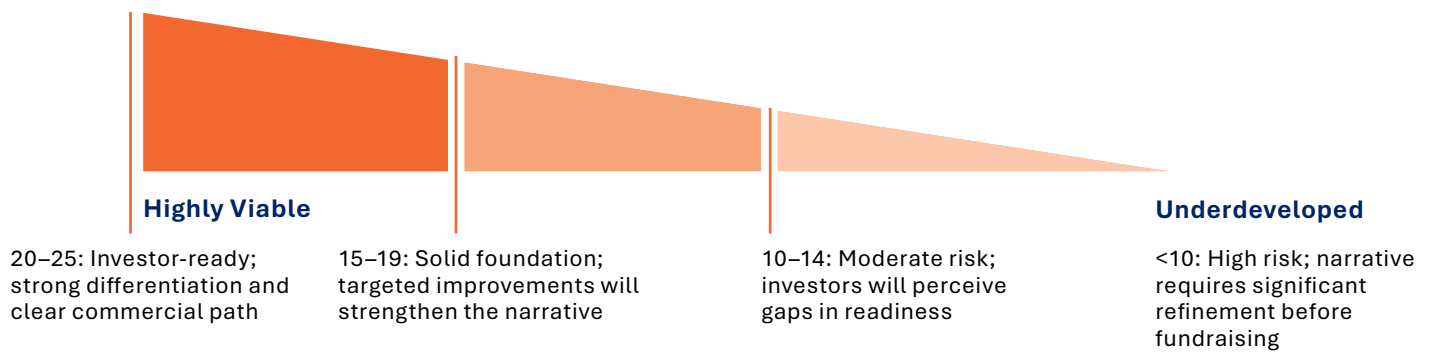 Highly Viable
Underdeveloped
20–25: Investor-ready;
strong differentiation and
clear commercial path
15–19: Solid foundation;
targeted improvements will
strengthen the narrative
10–14: Moderate risk;
investors will perceive
gaps in readiness
<10: High risk; narrative
requires significant
refinement before
fundraising